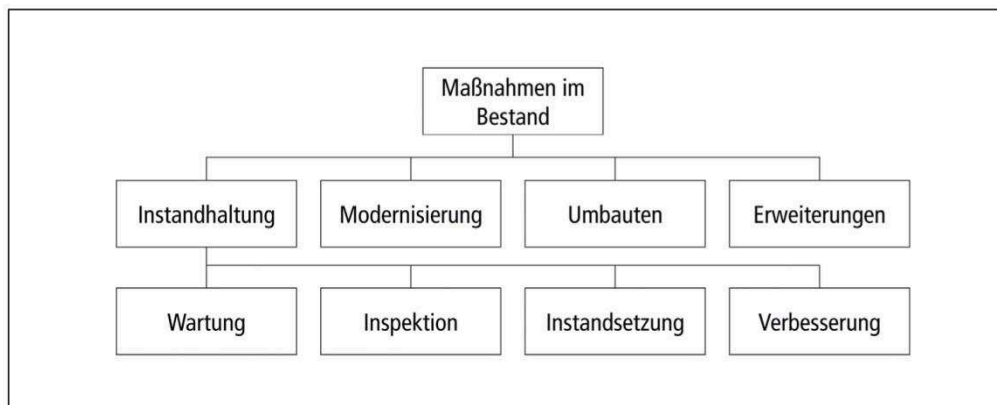 Maßnahmen im
Bestand
Instandhaltung
Modernisierung
Umbauten
Erweiterungen
Wartung
Inspektion
Instandsetzung
Verbesserung